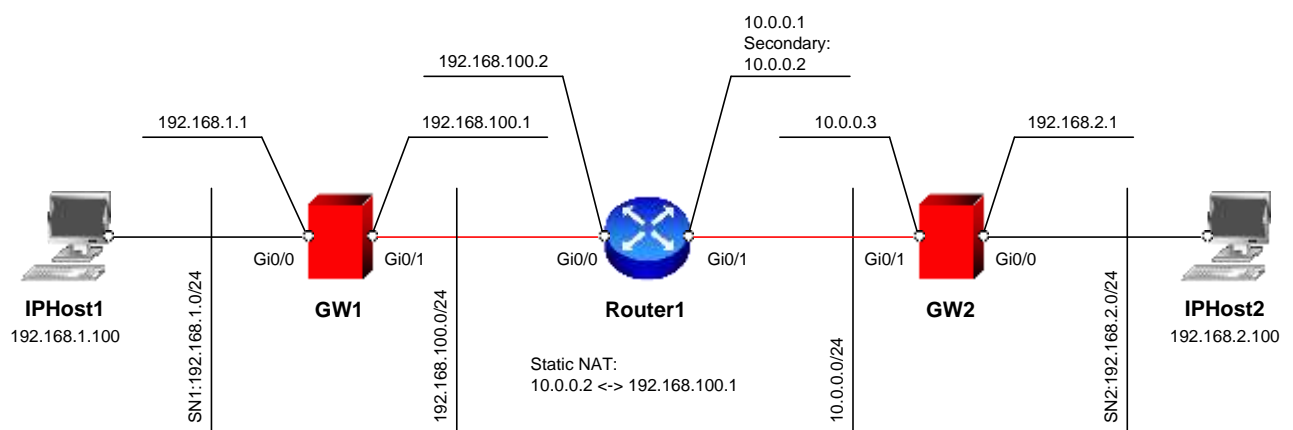 10.0.0.1
Secondary:
10.0.0.2
192.168.100.2
192.168.1.1
192.168.100.1
10.0.0.3
192.168.2.1
Gi0/0
Gi0/1
Gi0/0
Gi0/1
Gi0/1
Gi0/0
IPHost1
192.168.1.100
GW1
Router1
GW2
IPHost2
192.168.2.100
SN1:192.168.1.0/24
192.168.100.0/24
Static NAT:
10.0.0.2 <-> 192.168.100.1
10.0.0.0/24
SN2:192.168.2.0/24